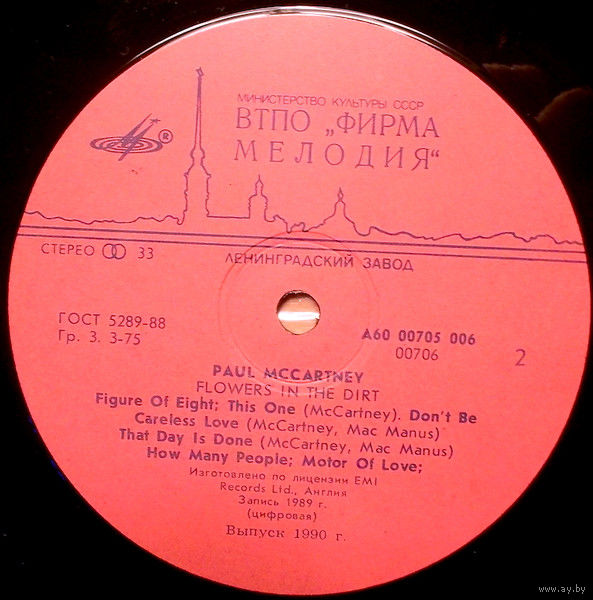 МИНИСТЕРСТВО КУЛЬТУРЫ СССР
ВТПО „ФИРМА
МЕЛОДИЯ“
®
СТЕРЕО 33
ЛЕНИНГРАДСКИЙ ЗАВОД
ГОСТ 5289-88
Гр. 3. 3-75
А60 00705 006
00706
2
PAUL MCCARTNEY
FLOWERS IN THE DIRT
Figure Of Eight; This One (McCartney). Don't Be
Careless Love (McCartney, Mac Manus)
That Day Is Done (McCartney, Mac Manus)
How Many People; Motor Of Love;
Изготовлено по лицензии EMI
Records Ltd., Англия
Запись 1989 г.
(цифровая)
Выпуск 1990 г.
www.ay.by